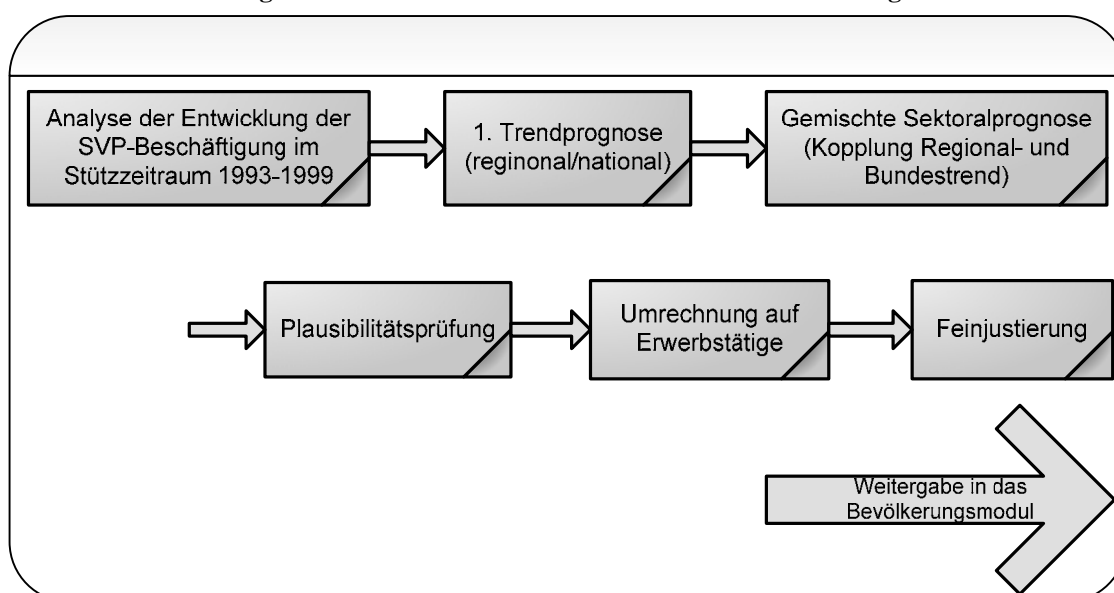 Analyse der Entwicklung der
SVP-Beschäftigung im
Stützzeitraum 1993-1999
1. Trendprognose
(reginonal/national)
Gemischte Sektoralprognose
(Kopplung Regional- und
Bundestrend)
Plausibilitätsprüfung
Umrechnung auf
Erwerbstätige
Feinjustierung
Weitergabe in das
Bevölkerungsmodul